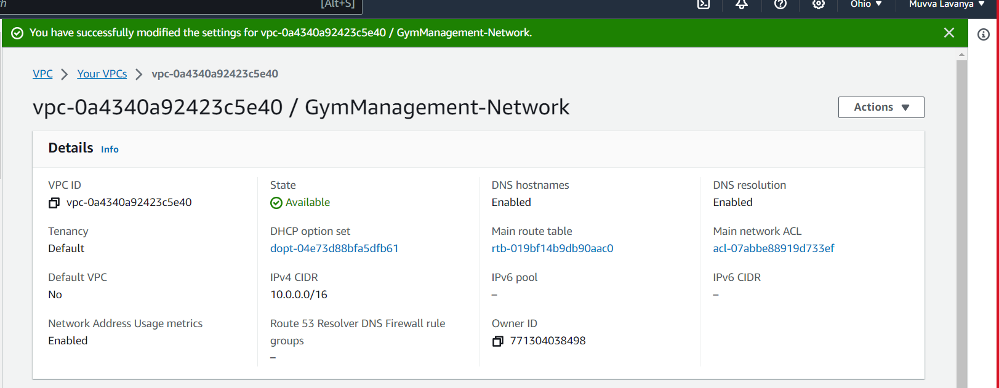 [Alt+S]
Ohio
Muvva Lavanya
You have successfully modified the settings for vpc-0a4340a92423c5e40 / GymManagement-Network.
VPC
Your VPCs
vpc-0a4340a92423c5e40
vpc-0a4340a92423c5e40 / GymManagement-Network
Actions
Details Info
VPC ID
vpc-0a4340a92423c5e40
State
Available
DNS hostnames
Enabled
DNS resolution
Enabled
Tenancy
Default
DHCP option set
dopt-04e73d88bfa5dfb61
Main route table
rtb-019bf14b9db90aac0
Main network ACL
acl-07abbe88919d733ef
Default VPC
No
IPv4 CIDR
10.0.0.0/16
IPv6 pool
–
IPv6 CIDR
–
Network Address Usage metrics
Enabled
Route 53 Resolver DNS Firewall rule
groups
–
Owner ID
771304038498